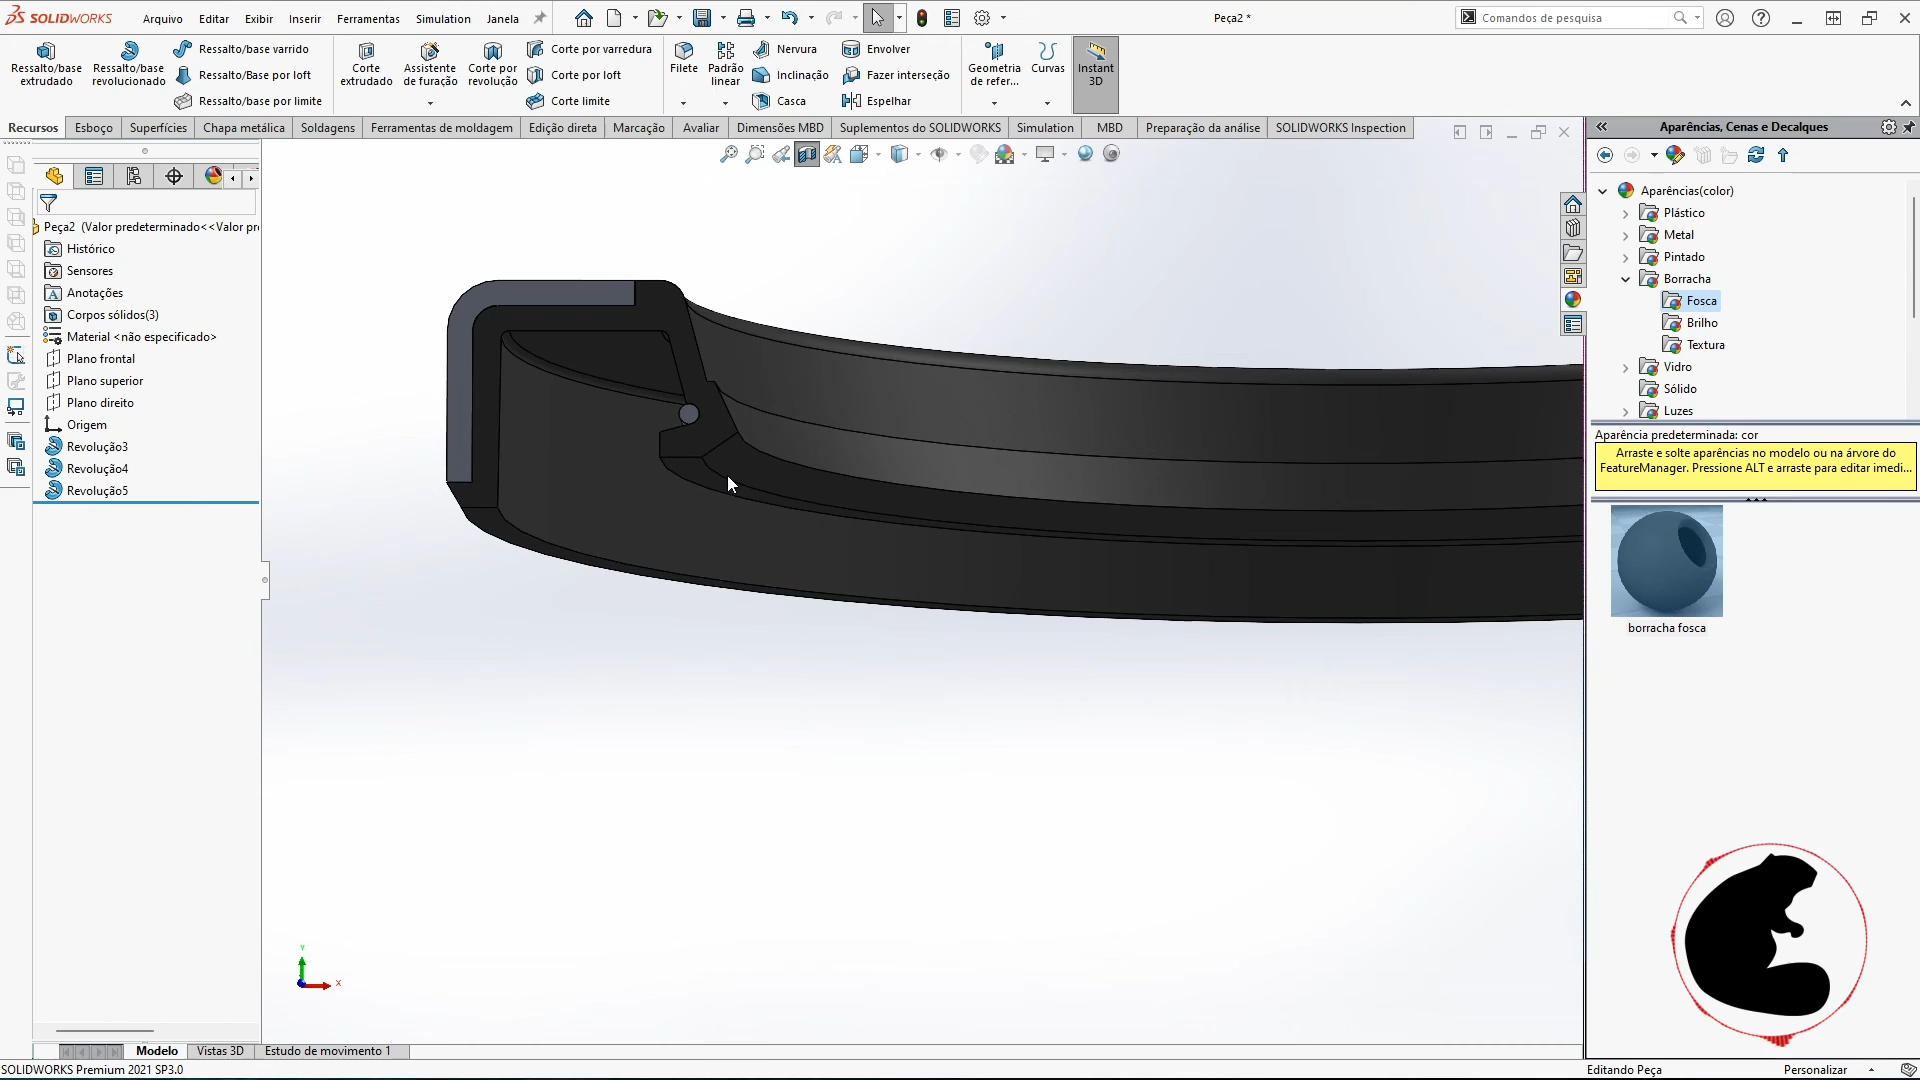 SOLIDWORKS Arquivo Editar Exibir Inserir Ferramentas Simulation Janela Peça2 * Comandos de pesquisa
Ressalto/base extrudado
Ressalto/base revolucionado
Ressalto/base varrido
Ressalto/Base por loft
Ressalto/base por limite
Corte extrudado
Assistente de furação
Corte por revolução
Corte por varredura
Corte por loft
Corte limite
Filete
Padrão linear
Nervura
Inclinação
Casca
Envolver
Fazer interseção
Espelhar
Geometria de refer...
Curvas
Instant 3D
Recursos Esboço Superfícies Chapa metálica Soldagens Ferramentas de moldagem Edição direta Marcação Avaliar Dimensões MBD Suplementos do SOLIDWORKS Simulation MBD Preparação da análise SOLIDWORKS Inspection
Peça2 (Valor predeterminado<<Valor pr
Histórico
Sensores
Anotações
Corpos sólidos(3)
Material <não especificado>
Plano frontal
Plano superior
Plano direito
Origem
Revolução3
Revolução4
Revolução5
Y
X
Aparências, Cenas e Decalques
Aparências(color)
Plástico
Metal
Pintado
Borracha
Fosca
Brilho
Textura
Vidro
Sólido
Luzes
Aparência predeterminada: cor
Arraste e solte aparências no modelo ou na árvore do
FeatureManager. Pressione ALT e arraste para editar imedi...
borracha fosca
Modelo Vistas 3D Estudo de movimento 1
SOLIDWORKS Premium 2021 SP3.0 Editando Peça Personalizar